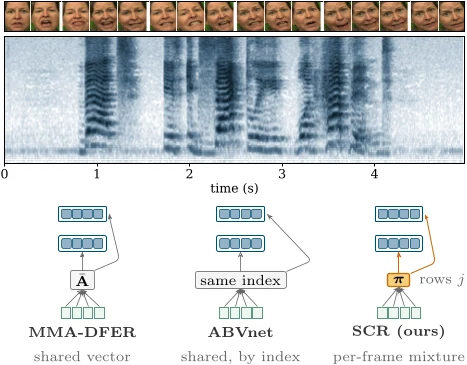 0 1 2 3 4
time (s)
Ā same index π rows j
MMA-DFER ABVnet SCR (ours)
shared vector shared, by index per-frame mixture